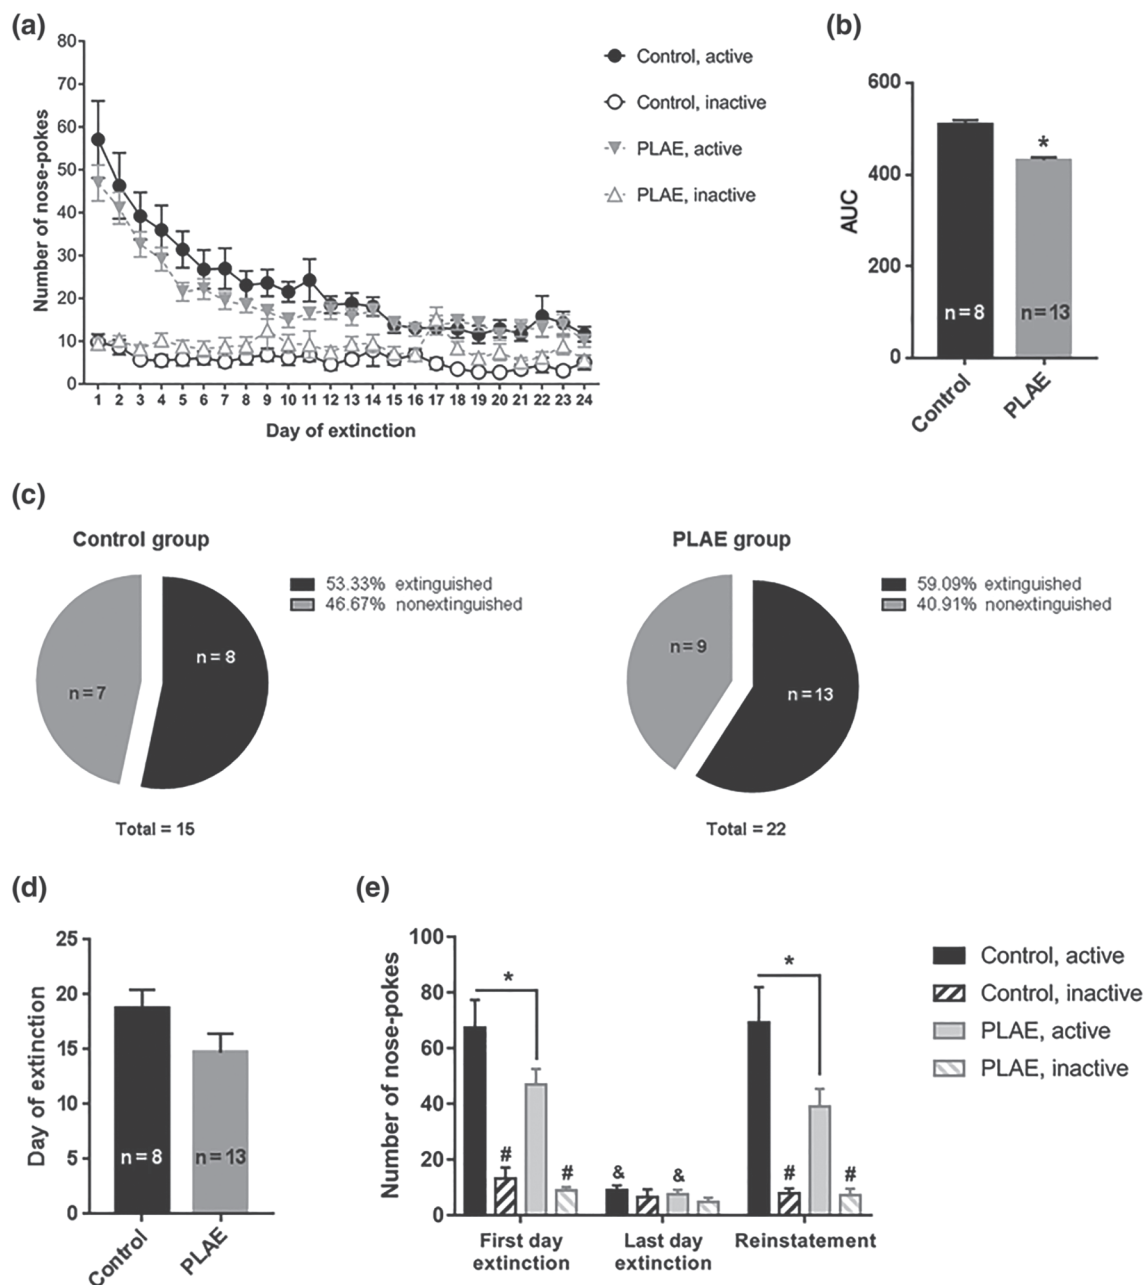 (a)
80
70
60
50
40
30
20
10
0
Number of nose-pokes
1 2 3 4 5 6 7 8 9 10 11 12 13 14 15 16 17 18 19 20 21 22 23 24
Day of extinction
Control, active
Control, inactive
PLAE, active
PLAE, inactive
(b)
600
400
200
0
AUC
*
n=8
n=13
Control
PLAE
(c)
Control group
53.33% extinguished
46.67% nonextinguished
n=8
n=7
Total = 15
PLAE group
59.09% extinguished
40.91% nonextinguished
n=9
n=13
Total = 22
(d)
25
20
15
10
5
0
Day of extinction
n=8
n=13
Control
PLAE
(e)
100
80
60
40
20
0
Number of nose-pokes
* *
# # & & # #
First day extinction
Last day extinction
Reinstatement
Control, active
Control, inactive
PLAE, active
PLAE, inactive